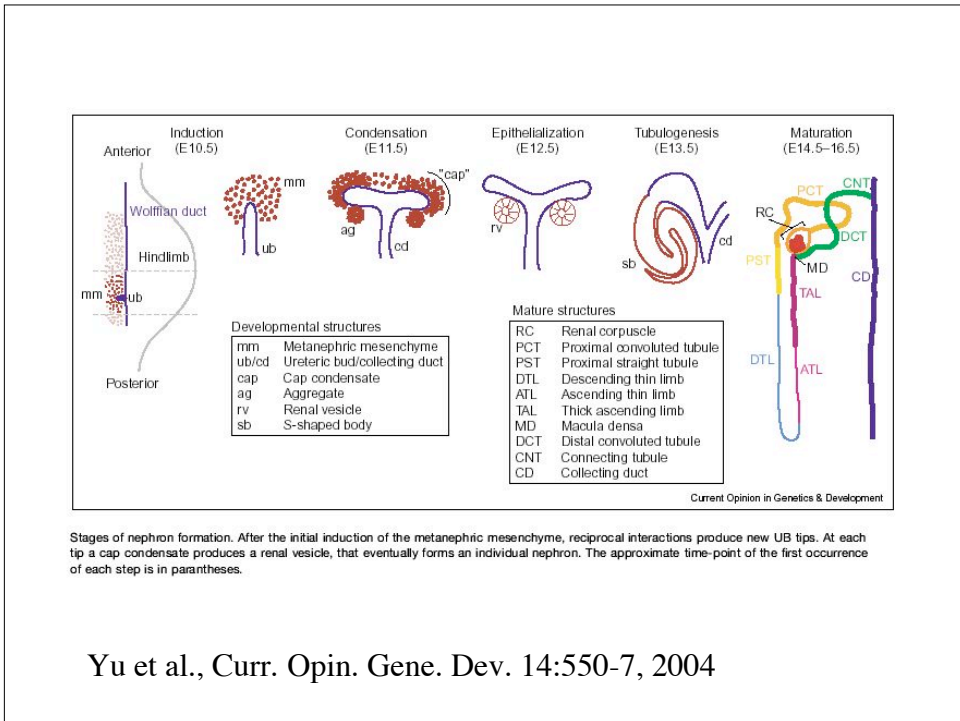 Induction
(E10.5)
Condensation
(E11.5)
Epithelialization
(E12.5)
Tubulogenesis
(E13.5)
Maturation
(E14.5–16.5)
Anterior
Wolffian duct
Hindlimb
mm
ub
Posterior
mm
ub
"cap"
ag
cd
rv
sb
cd
PCT
CNT
RC
DCT
PST
MD
CD
TAL
DTL
ATL
Developmental structures
mm Metanephric mesenchyme
ub/cd Ureteric bud/collecting duct
cap Cap condensate
ag Aggregate
rv Renal vesicle
sb S-shaped body
Mature structures
RC Renal corpuscle
PCT Proximal convoluted tubule
PST Proximal straight tubule
DTL Descending thin limb
ATL Ascending thin limb
TAL Thick ascending limb
MD Macula densa
DCT Distal convoluted tubule
CNT Connecting tubule
CD Collecting duct
Current Opinion in Genetics & Development
Stages of nephron formation. After the initial induction of the metanephric mesenchyme, reciprocal interactions produce new UB tips. At each
tip a cap condensate produces a renal vesicle, that eventually forms an individual nephron. The approximate time-point of the first occurrence
of each step is in parantheses.
Yu et al., Curr. Opin. Gene. Dev. 14:550-7, 2004